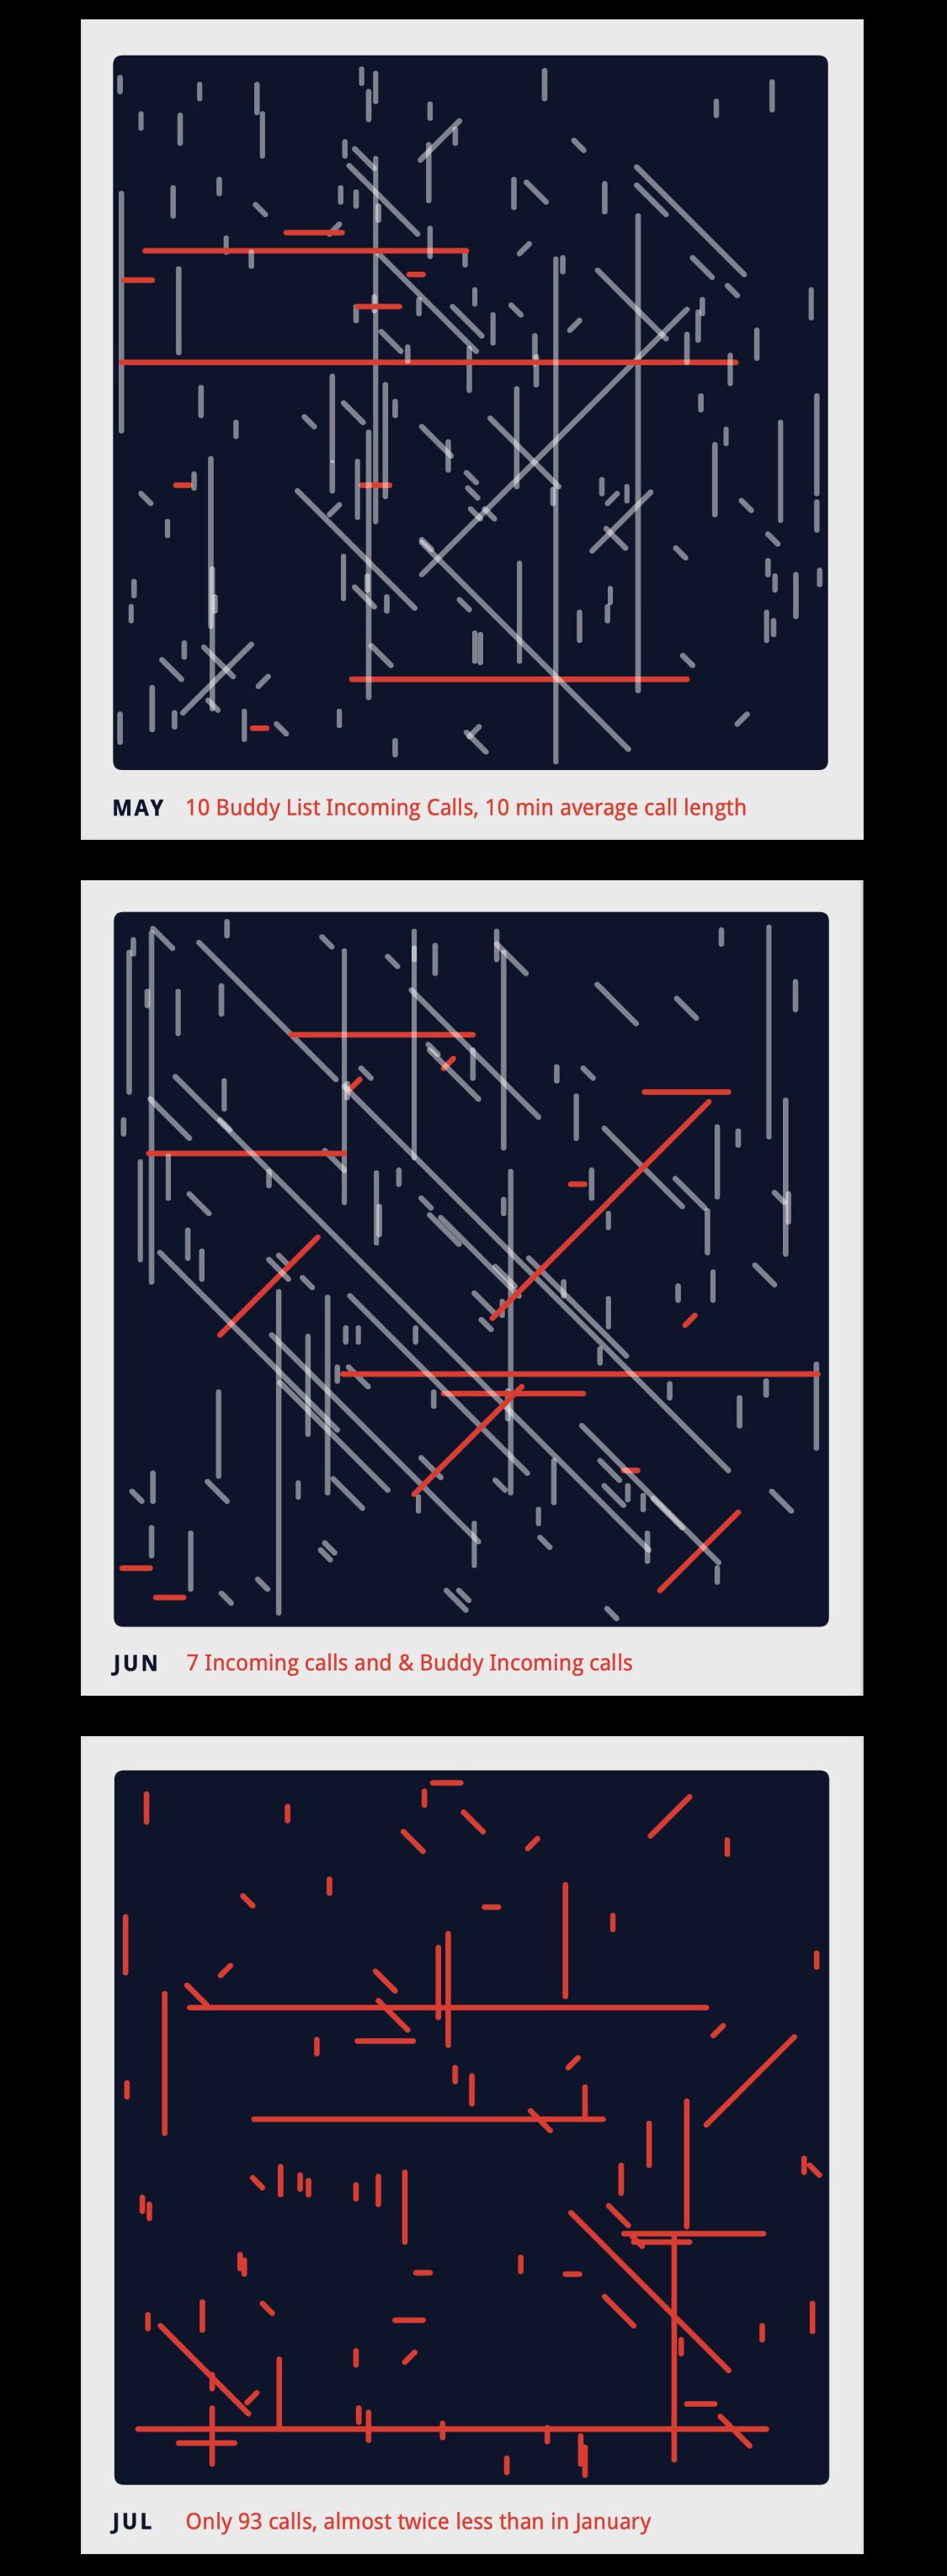 MAY 10 Buddy List Incoming Calls, 10 min average call length
JUN 7 Incoming calls and & Buddy Incoming calls
JUL Only 93 calls, almost twice less than in January